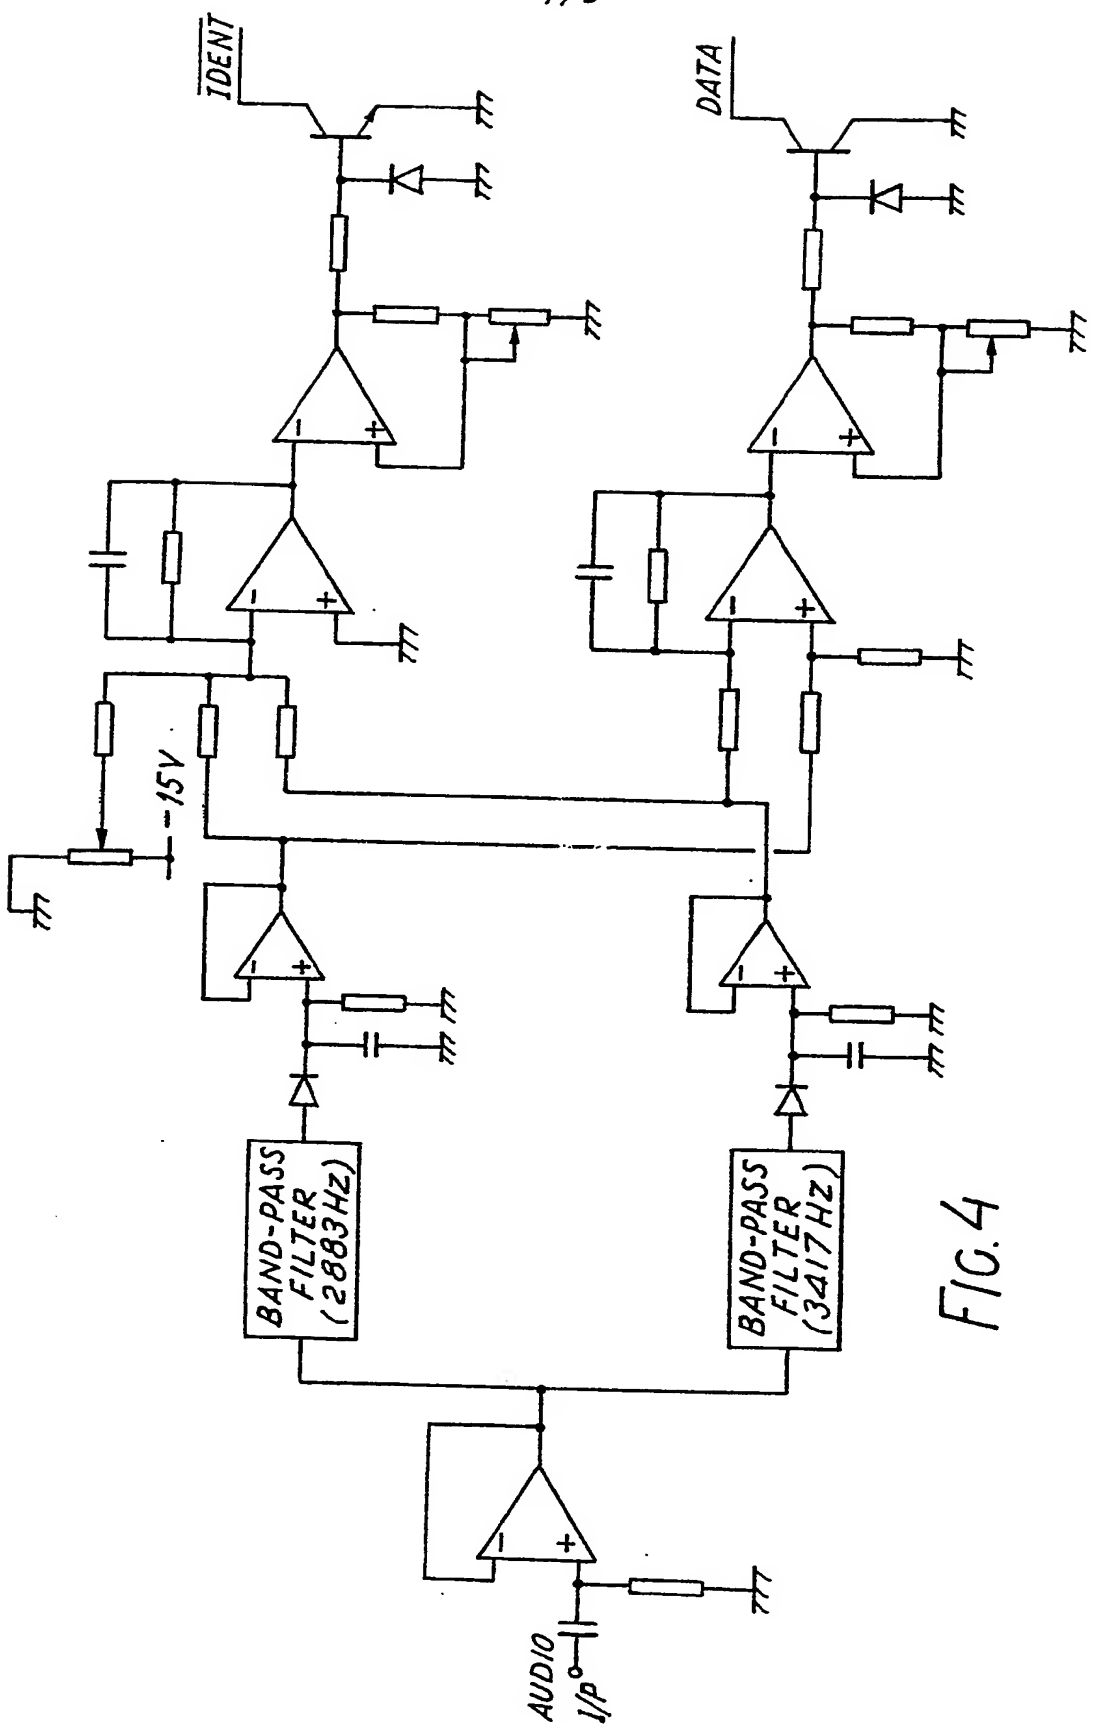 IDENT
DATA
-15V
-
+
-
+
-
+
-
+
-
+
-
+
BAND-PASS
FILTER
(2883Hz)
BAND-PASS
FILTER
(3417Hz)
-
+
AUDIO
I/P
FIG.4